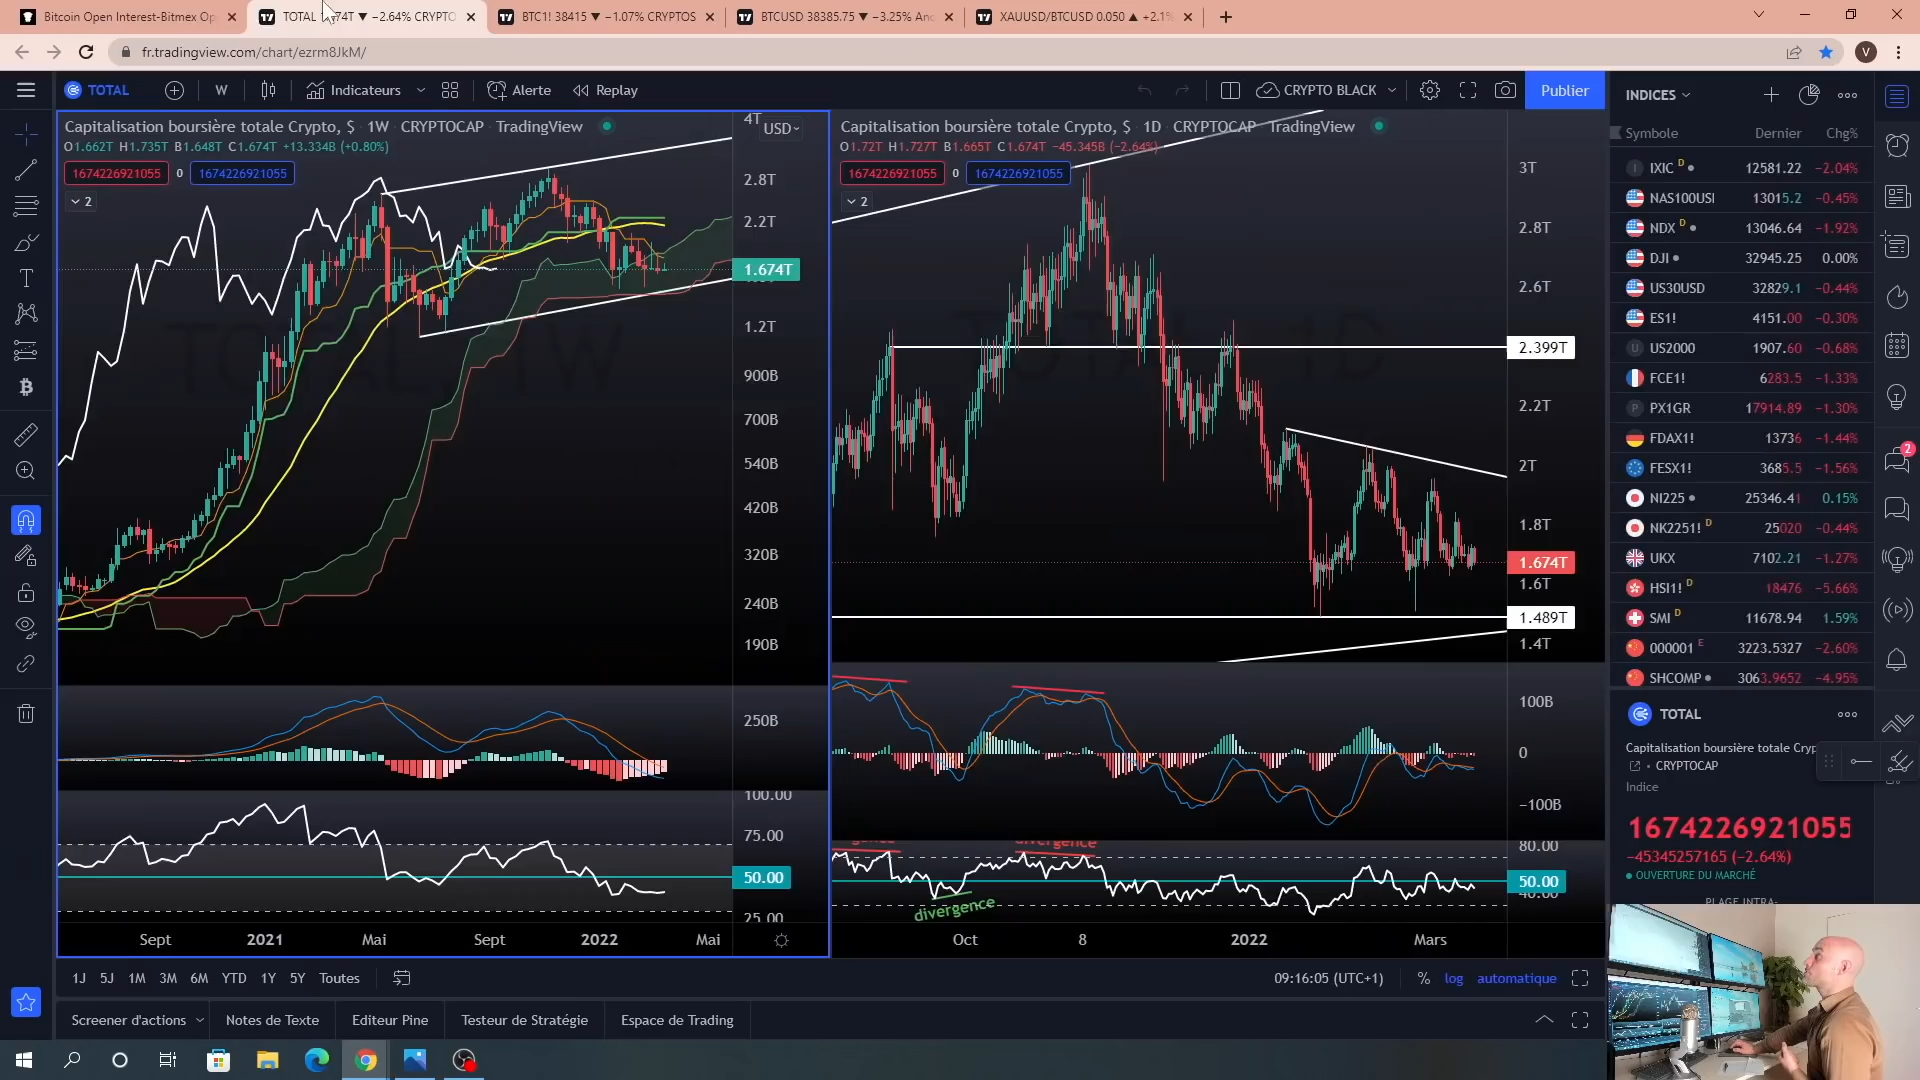 Bitcoin Open Interest-Bitmex Op
TOTAL 1.74T ▼ −2.64% CRYPTO
BTC1! 38415 ▼ −1.07% CRYPTOS
BTCUSD 38385.75 ▼ −3.25% Anc
XAUUSD/BTCUSD 0.050 ▲ +2.1%
fr.tradingview.com/chart/ezrm8JkM/
V
TOTAL
W
Indicateurs
Alerte
Replay
CRYPTO BLACK
Publier
Capitalisation boursière totale Crypto, $ · 1W · CRYPTOCAP · TradingView
O1.662T H1.735T B1.648T C1.674T +13.334B (+0.80%)
1674226921055 0 1674226921055
2
4T
USD
2.8T
2.2T
1.674T
1.2T
900B
700B
540B
420B
320B
240B
190B
250B
100.00
75.00
50.00
25.00
Sept 2021 Mai Sept 2022 Mai
Capitalisation boursière totale Crypto, $ · 1D · CRYPTOCAP · TradingView
O1.72T H1.727T B1.665T C1.674T −45.345B (−2.64%)
1674226921055 0 1674226921055
2
3T
2.8T
2.6T
2.399T
2.2T
2T
1.8T
1.674T
1.6T
1.489T
1.4T
100B
0
−100B
80.00
50.00
40.00
divergence
divergence
Oct 8 2022 Mars
1J 5J 1M 3M 6M YTD 1Y 5Y Toutes
09:16:05 (UTC+1) % log automatique
Screener d'actions
Notes de Texte
Editeur Pine
Testeur de Stratégie
Espace de Trading
INDICES
Symbole Dernier Chg%
IXIC D 12581.22 −2.04%
NAS100USI 13015.2 −0.45%
NDX D 13046.64 −1.92%
DJI 32945.25 0.00%
US30USD 32829.1 −0.44%
ES1! 4151.00 −0.30%
US2000 1907.60 −0.68%
FCE1! 6283.5 −1.33%
PX1GR 17914.89 −1.30%
FDAX1! 13736 −1.44%
FESX1! 3685.5 −1.56%
NI225 25346.41 0.15%
NK2251! D 25020 −0.44%
UKX 7102.21 −1.27%
HSI1! D 18476 −5.66%
SMI D 11678.94 1.59%
000001 E 3223.5327 −2.60%
SHCOMP 3063.9652 −4.95%
2
TOTAL
Capitalisation boursière totale Cryp
CRYPTOCAP
Indice
1674226921055
−45345257165 (−2.64%)
OUVERTURE DU MARCHÉ
PLAGE INTRA-